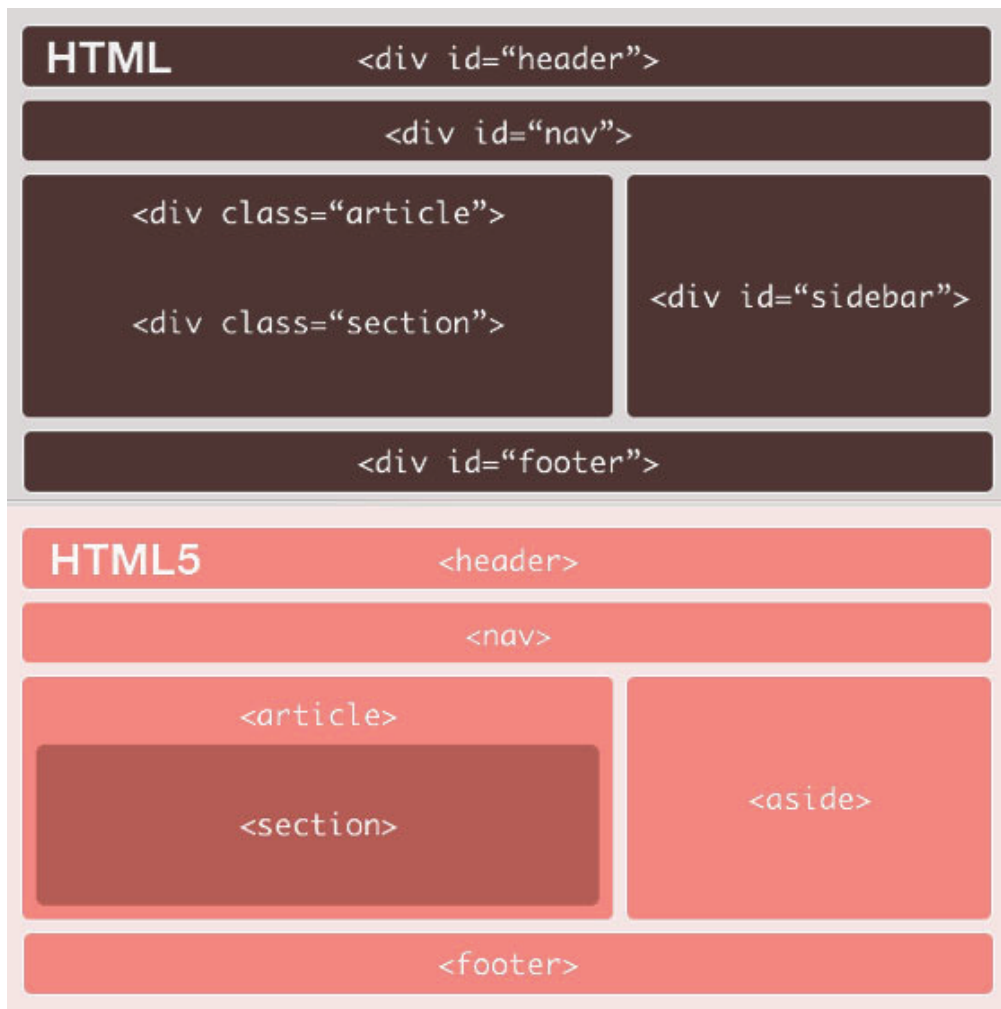 HTML <div id=“header”>
<div id=“nav”>
<div class=“article”>
<div class=“section”>
<div id=“sidebar”>
<div id=“footer”>
HTML5 <header>
<nav>
<article>
<section>
<aside>
<footer>